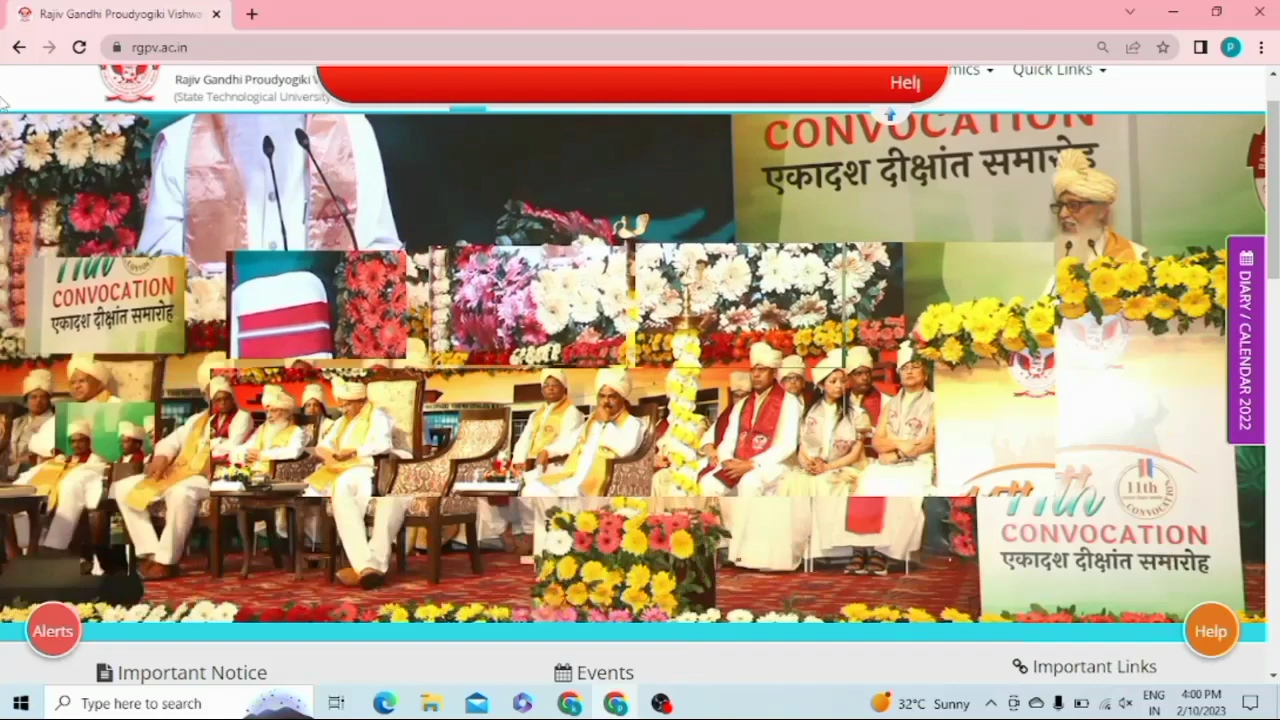 Rajiv Gandhi Proudyogiki Vishwa
rgpv.ac.in
Rajiv Gandhi Proudyogiki V
(State Technological University
Help
mics
Quick Links
CONVOCATION
एकादश दीक्षांत समारोह
DIARY / CALENDAR 2022
11th
CONVOCATION
एकादश दीक्षांत समारोह
11th
11th
CONVOCATION
CONVOCATION
एकादश दीक्षांत समारोह
Alerts
Help
Important Notice
Events
Important Links
Type here to search
32°C Sunny
ENG
IN
4:00 PM
2/10/2023